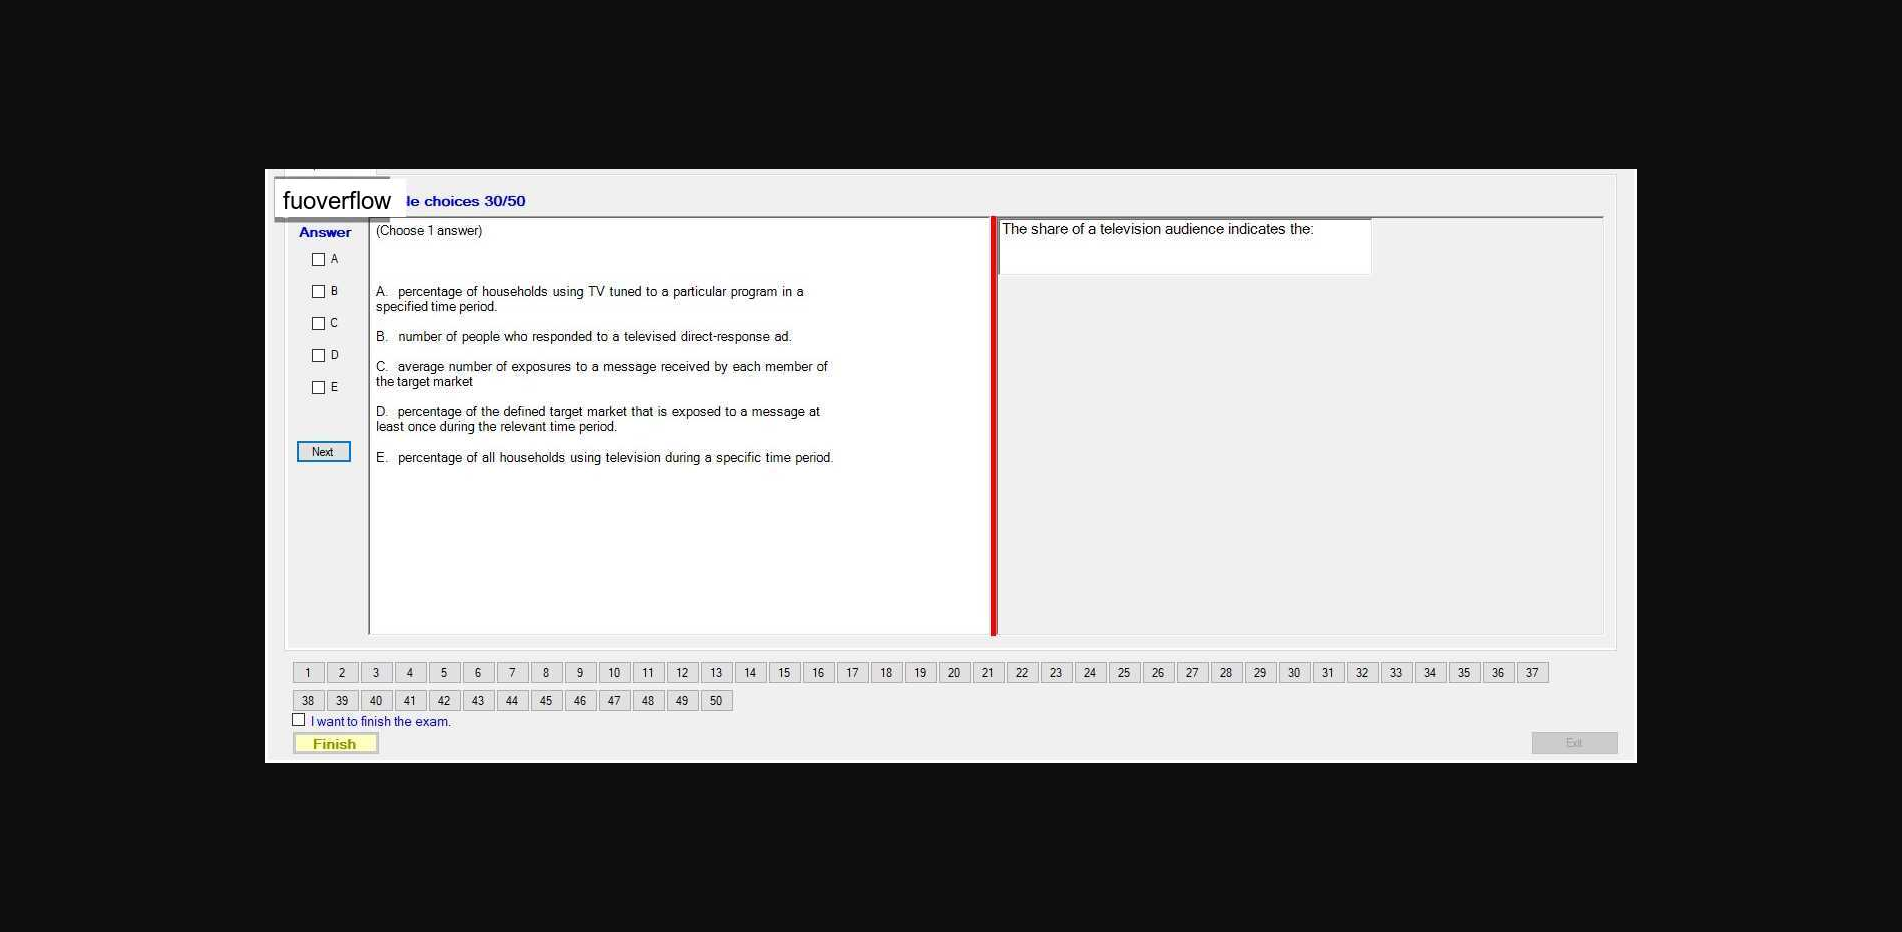 fuoverflow
le choices 30/50
Answer
(Choose 1 answer)
The share of a television audience indicates the:
A
B
C
D
E
A. percentage of households using TV tuned to a particular program in a
specified time period.
B. number of people who responded to a televised direct-response ad.
C. average number of exposures to a message received by each member of
the target market
D. percentage of the defined target market that is exposed to a message at
least once during the relevant time period.
E. percentage of all households using television during a specific time period.
Next
1 2 3 4 5 6 7 8 9 10 11 12 13 14 15 16 17 18 19 20 21 22 23 24 25 26 27 28 29 30 31 32 33 34 35 36 37
38 39 40 41 42 43 44 45 46 47 48 49 50
I want to finish the exam.
Finish
Exit